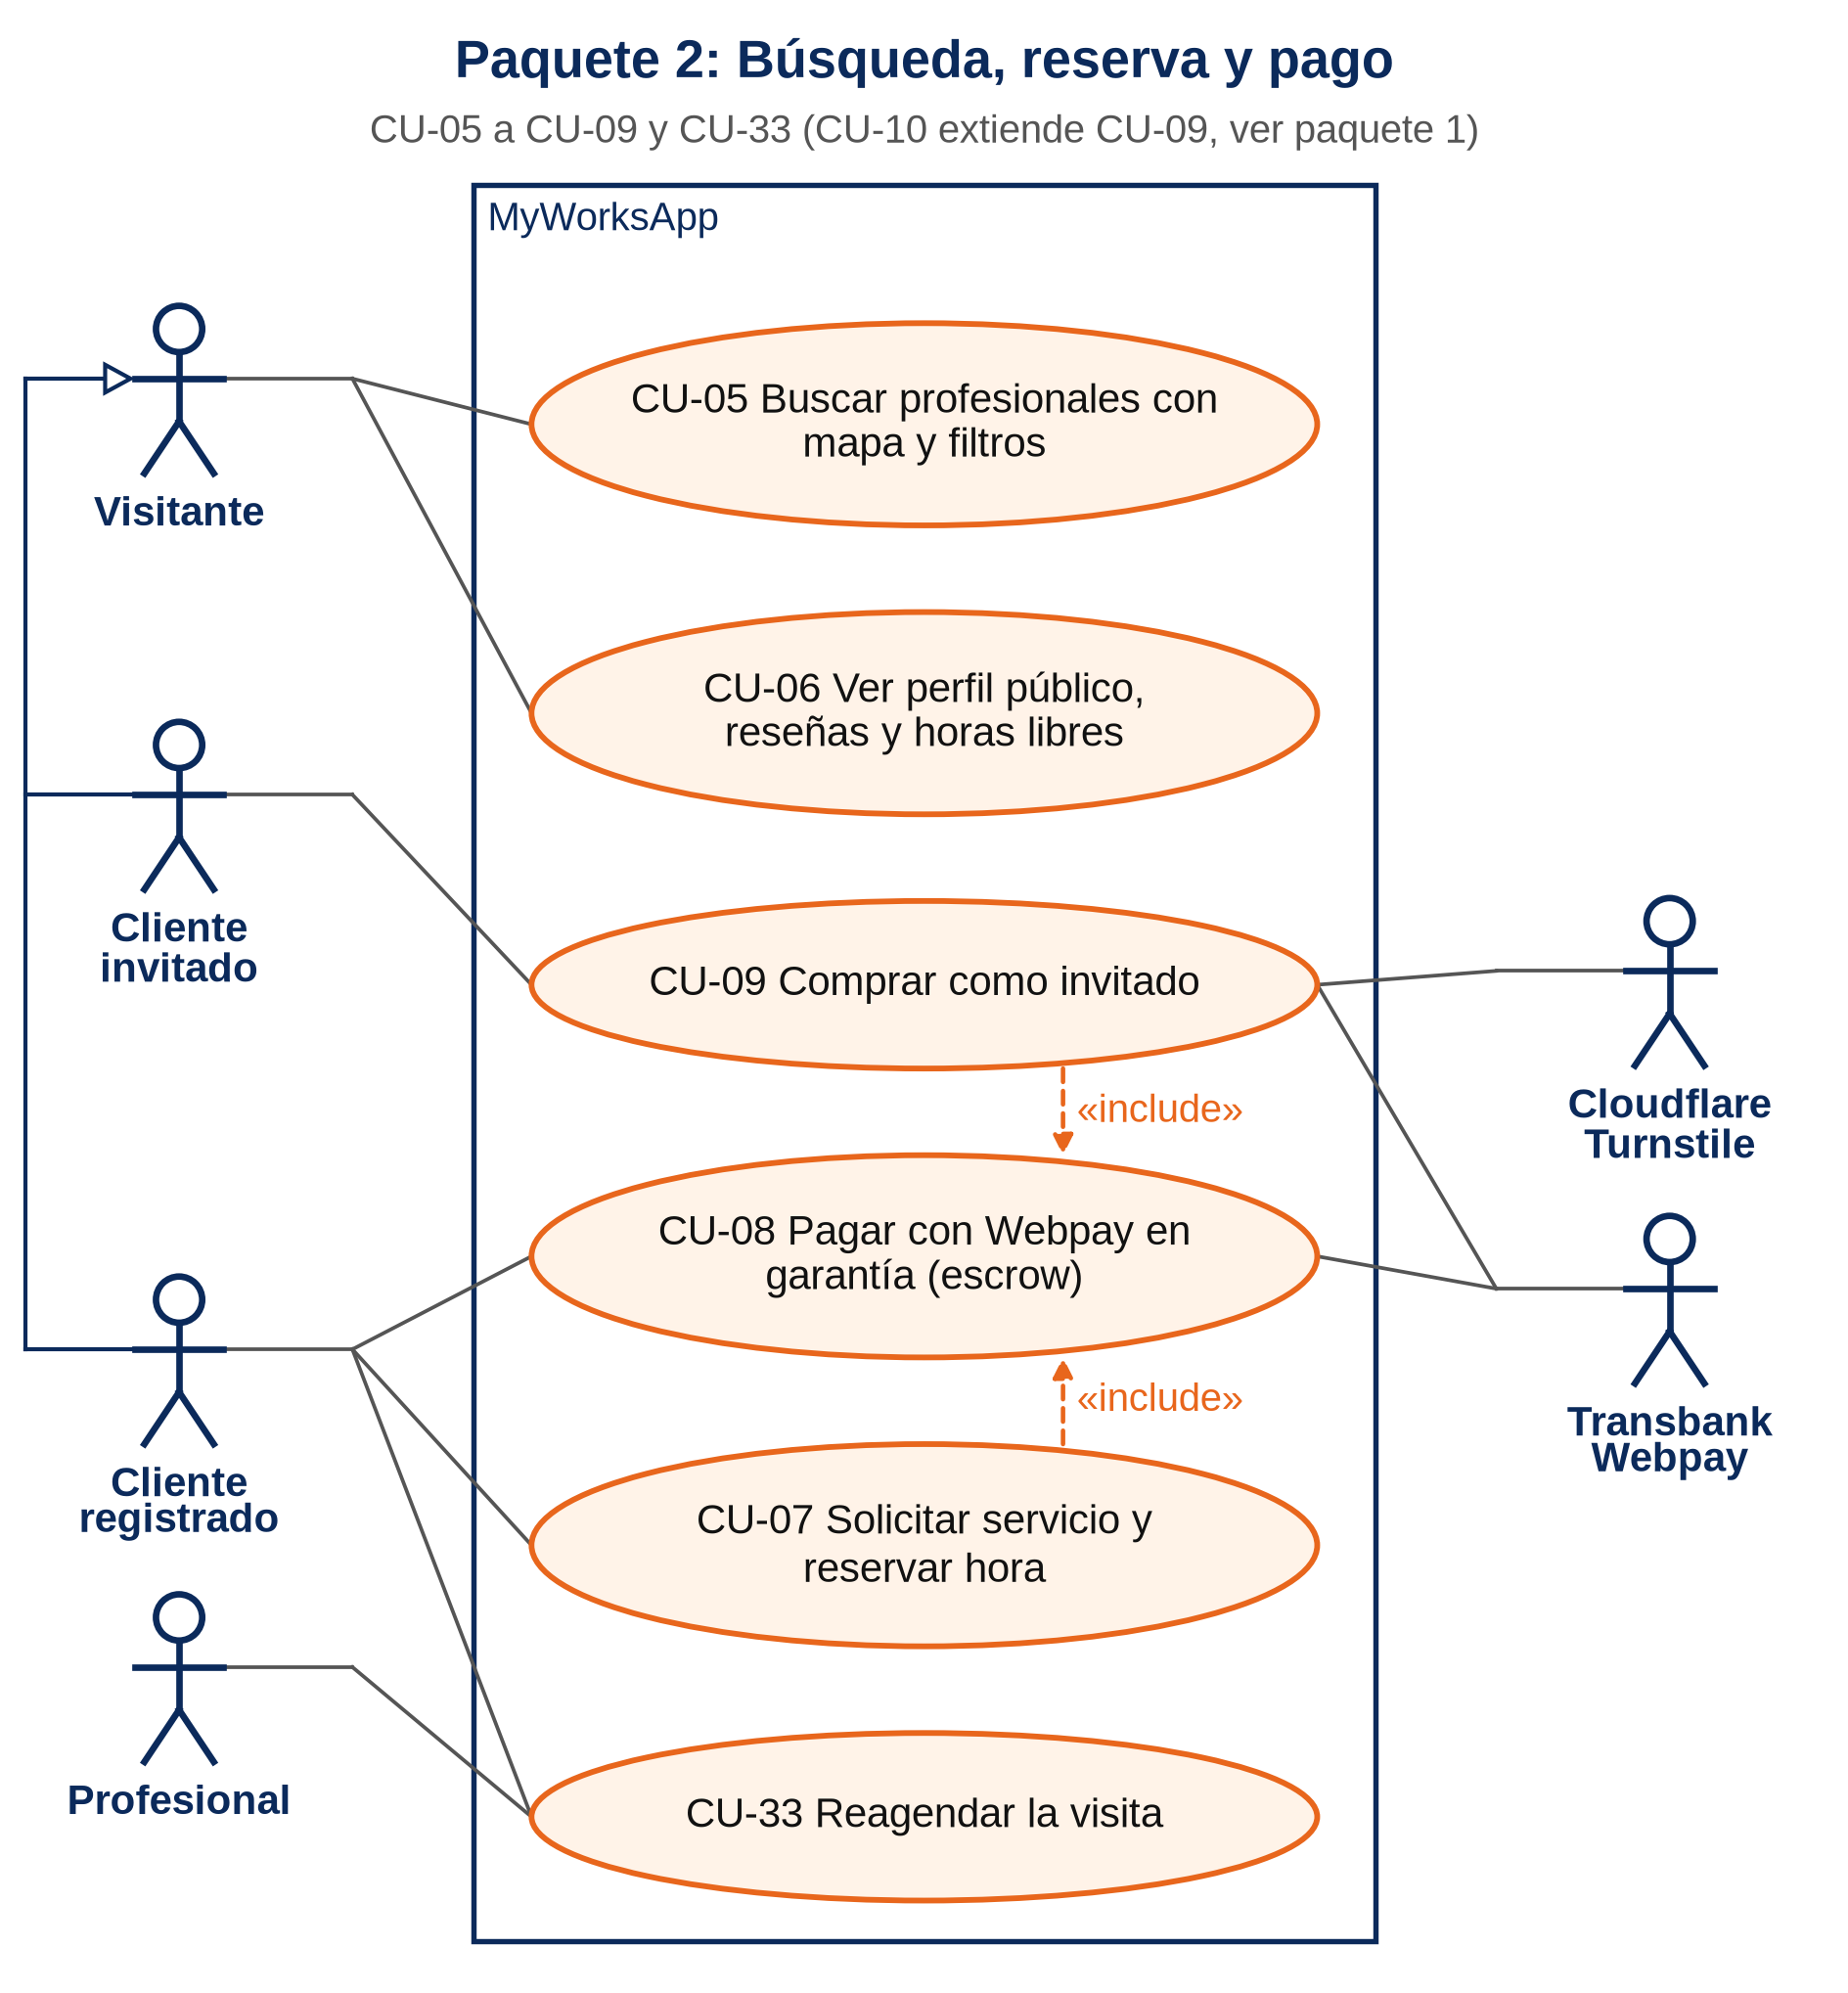 Paquete 2: Búsqueda, reserva y pago
CU-05 a CU-09 y CU-33 (CU-10 extiende CU-09, ver paquete 1)
MyWorksApp
CU-05 Buscar profesionales con
mapa y filtros
Visitante
CU-06 Ver perfil público,
reseñas y horas libres
Cliente
invitado
CU-09 Comprar como invitado
Cloudflare
Turnstile
«include»
CU-08 Pagar con Webpay en
garantía (escrow)
Transbank
Webpay
«include»
Cliente
registrado
CU-07 Solicitar servicio y
reservar hora
Profesional
CU-33 Reagendar la visita